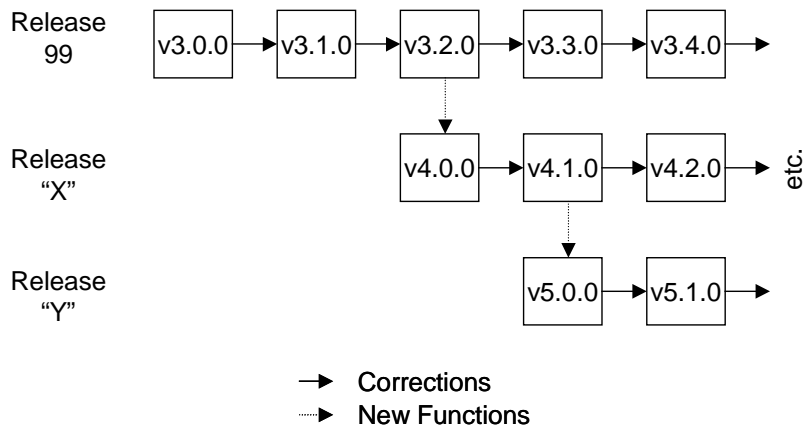 Release
99
v3.0.0 v3.1.0 v3.2.0 v3.3.0 v3.4.0
Release
“X”
v4.0.0 v4.1.0 v4.2.0
etc.
Release
“Y”
v5.0.0 v5.1.0
Corrections
New Functions